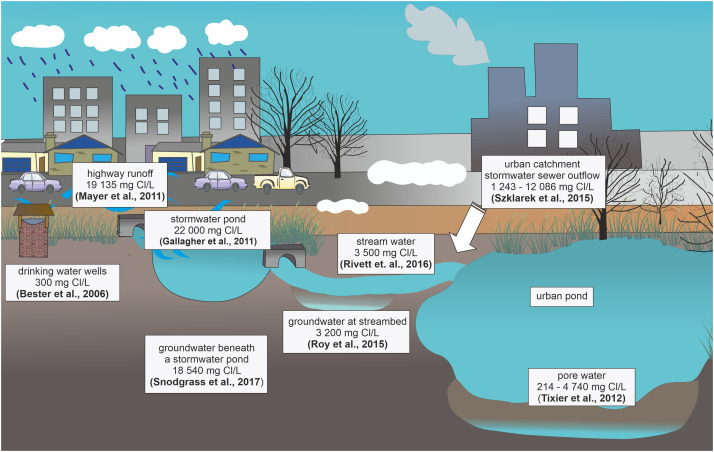 highway runoff
19 135 mg Cl/L
(Mayer et al., 2011)
urban catchment
stormwater sewer outflow
1 243 - 12 086 mg Cl/L
(Szklarek et al., 2015)
stormwater pond
22 000 mg Cl/L
(Gallagher et al., 2011)
stream water
3 500 mg Cl/L
(Rivett et. al., 2016)
drinking water wells
300 mg Cl/L
(Bester et al., 2006)
urban pond
groundwater at streambed
3 200 mg Cl/L
(Roy et al., 2015)
groundwater beneath
a stormwater pond
18 540 mg Cl/L
(Snodgrass et al., 2017)
pore water
214 - 4 740 mg Cl/L
(Tixier et al., 2012)